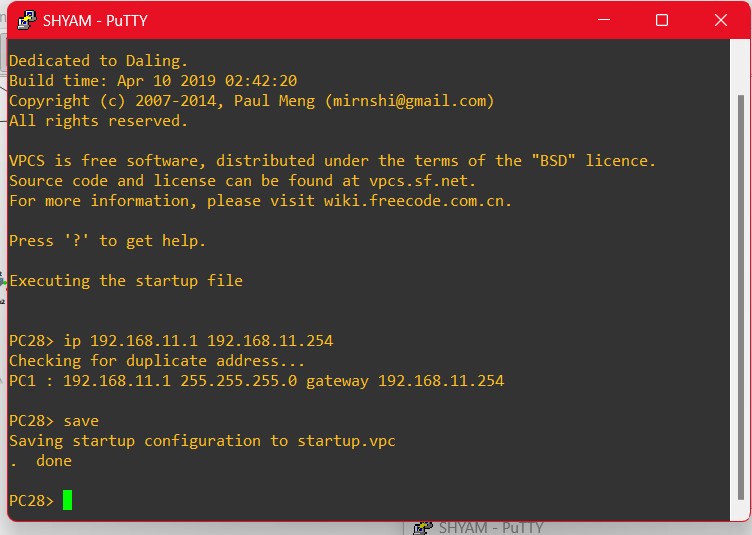 SHYAM - PuTTY
Dedicated to Daling.
Build time: Apr 10 2019 02:42:20
Copyright (c) 2007-2014, Paul Meng (mirnshi@gmail.com)
All rights reserved.
VPCS is free software, distributed under the terms of the "BSD" licence.
Source code and license can be found at vpcs.sf.net.
For more information, please visit wiki.freecode.com.cn.
Press '?' to get help.
Executing the startup file
PC28> ip 192.168.11.1 192.168.11.254
Checking for duplicate address...
PC1 : 192.168.11.1 255.255.255.0 gateway 192.168.11.254
PC28> save
Saving startup configuration to startup.vpc
.  done
PC28>
SHYAM - PuTTY